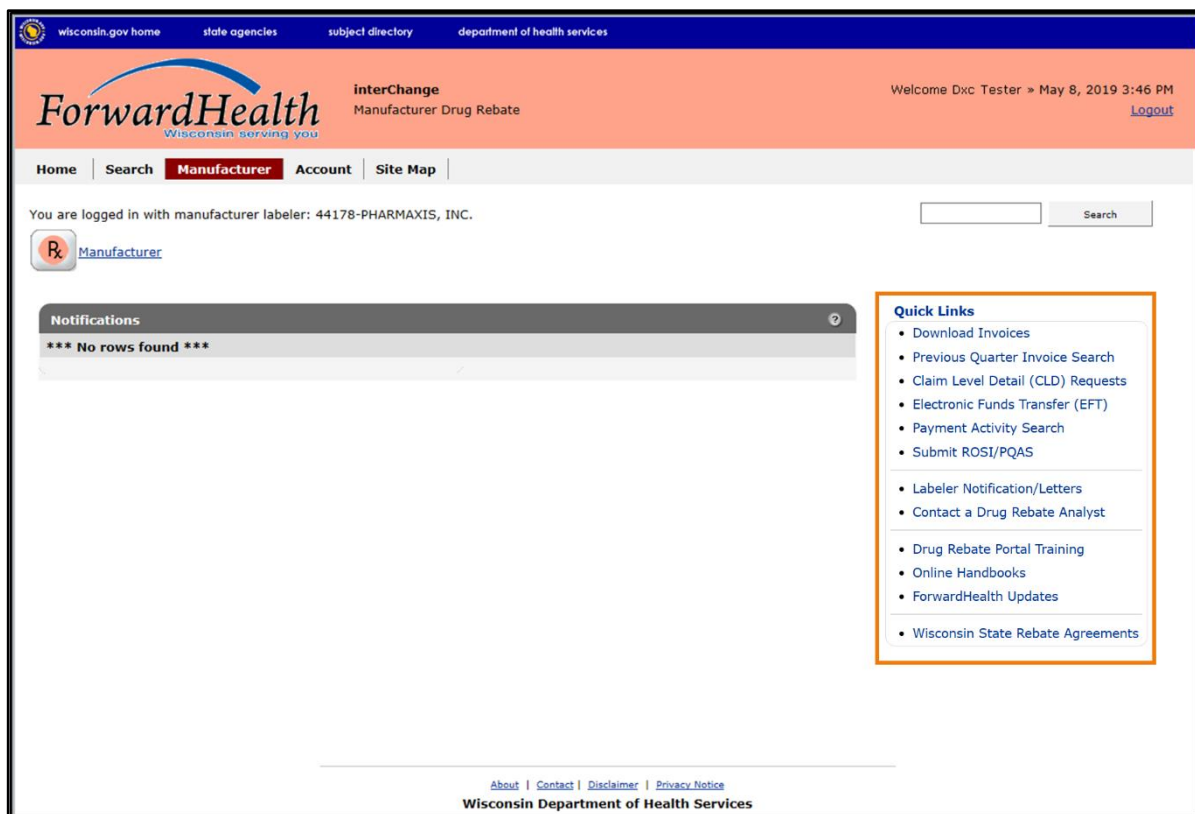 wisconsin.gov home state agencies subject directory department of health services
ForwardHealth
Wisconsin serving you
interChange
Manufacturer Drug Rebate
Welcome Dxc Tester » May 8, 2019 3:46 PM
Logout
Home Search Manufacturer Account Site Map
You are logged in with manufacturer labeler: 44178-PHARMAXIS, INC.
Search
Rx Manufacturer
Notifications ?
*** No rows found ***
Quick Links
• Download Invoices
• Previous Quarter Invoice Search
• Claim Level Detail (CLD) Requests
• Electronic Funds Transfer (EFT)
• Payment Activity Search
• Submit ROSI/PQAS
• Labeler Notification/Letters
• Contact a Drug Rebate Analyst
• Drug Rebate Portal Training
• Online Handbooks
• ForwardHealth Updates
• Wisconsin State Rebate Agreements
About | Contact | Disclaimer | Privacy Notice
Wisconsin Department of Health Services